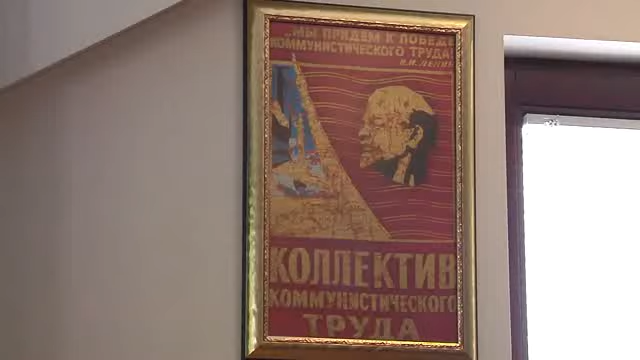 „МЫ ПРИДЕМ К ПОБЕДЕ
КОММУНИСТИЧЕСКОГО ТРУДА!
В.И. ЛЕНИН
КОЛЛЕКТИВ
КОММУНИСТИЧЕСКОГО
ТРУДА